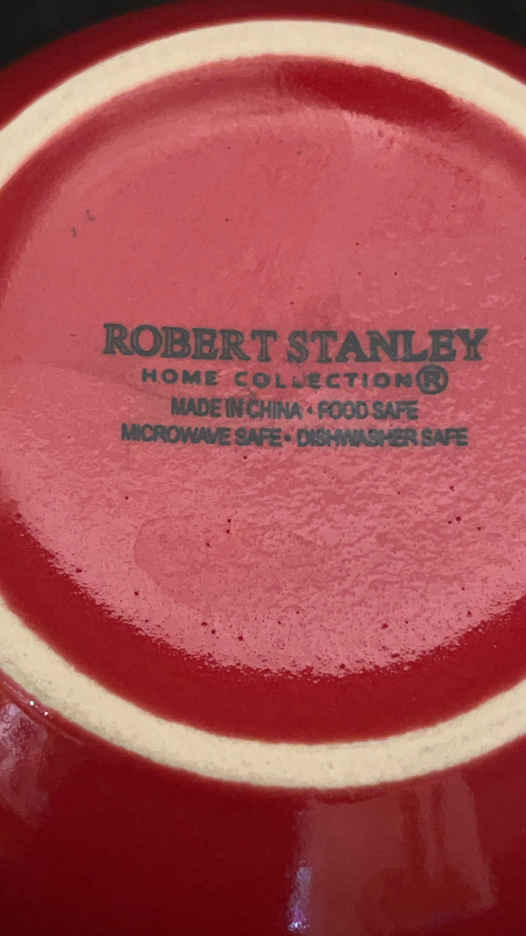 ROBERT STANLEY
HOME COLLECTION®
MADE IN CHINA • FOOD SAFE
MICROWAVE SAFE • DISHWASHER SAFE